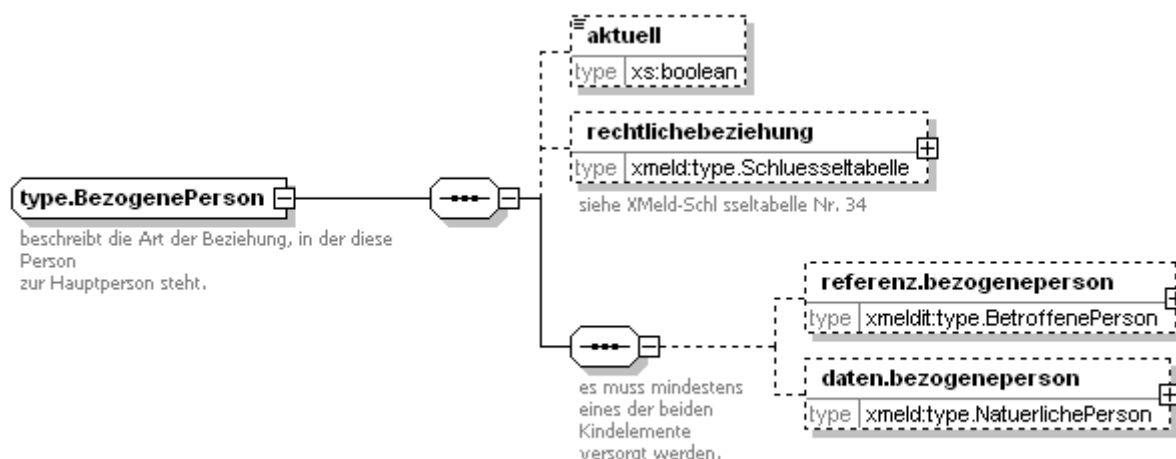 aktuell
type xs:boolean
rechtlichebeziehung
type xmeld:type.Schluesseltabelle
siehe XMeld-Schl sseltabelle Nr. 34
type.BezogenePerson
beschreibt die Art der Beziehung, in der diese
Person
zur Hauptperson steht.
referenz.bezogeneperson
type xmeldit:type.BetroffenePerson
daten.bezogeneperson
type xmeld:type.NatuerlichePerson
es muss mindestens
eines der beiden
Kindelemente
versorgt werden.